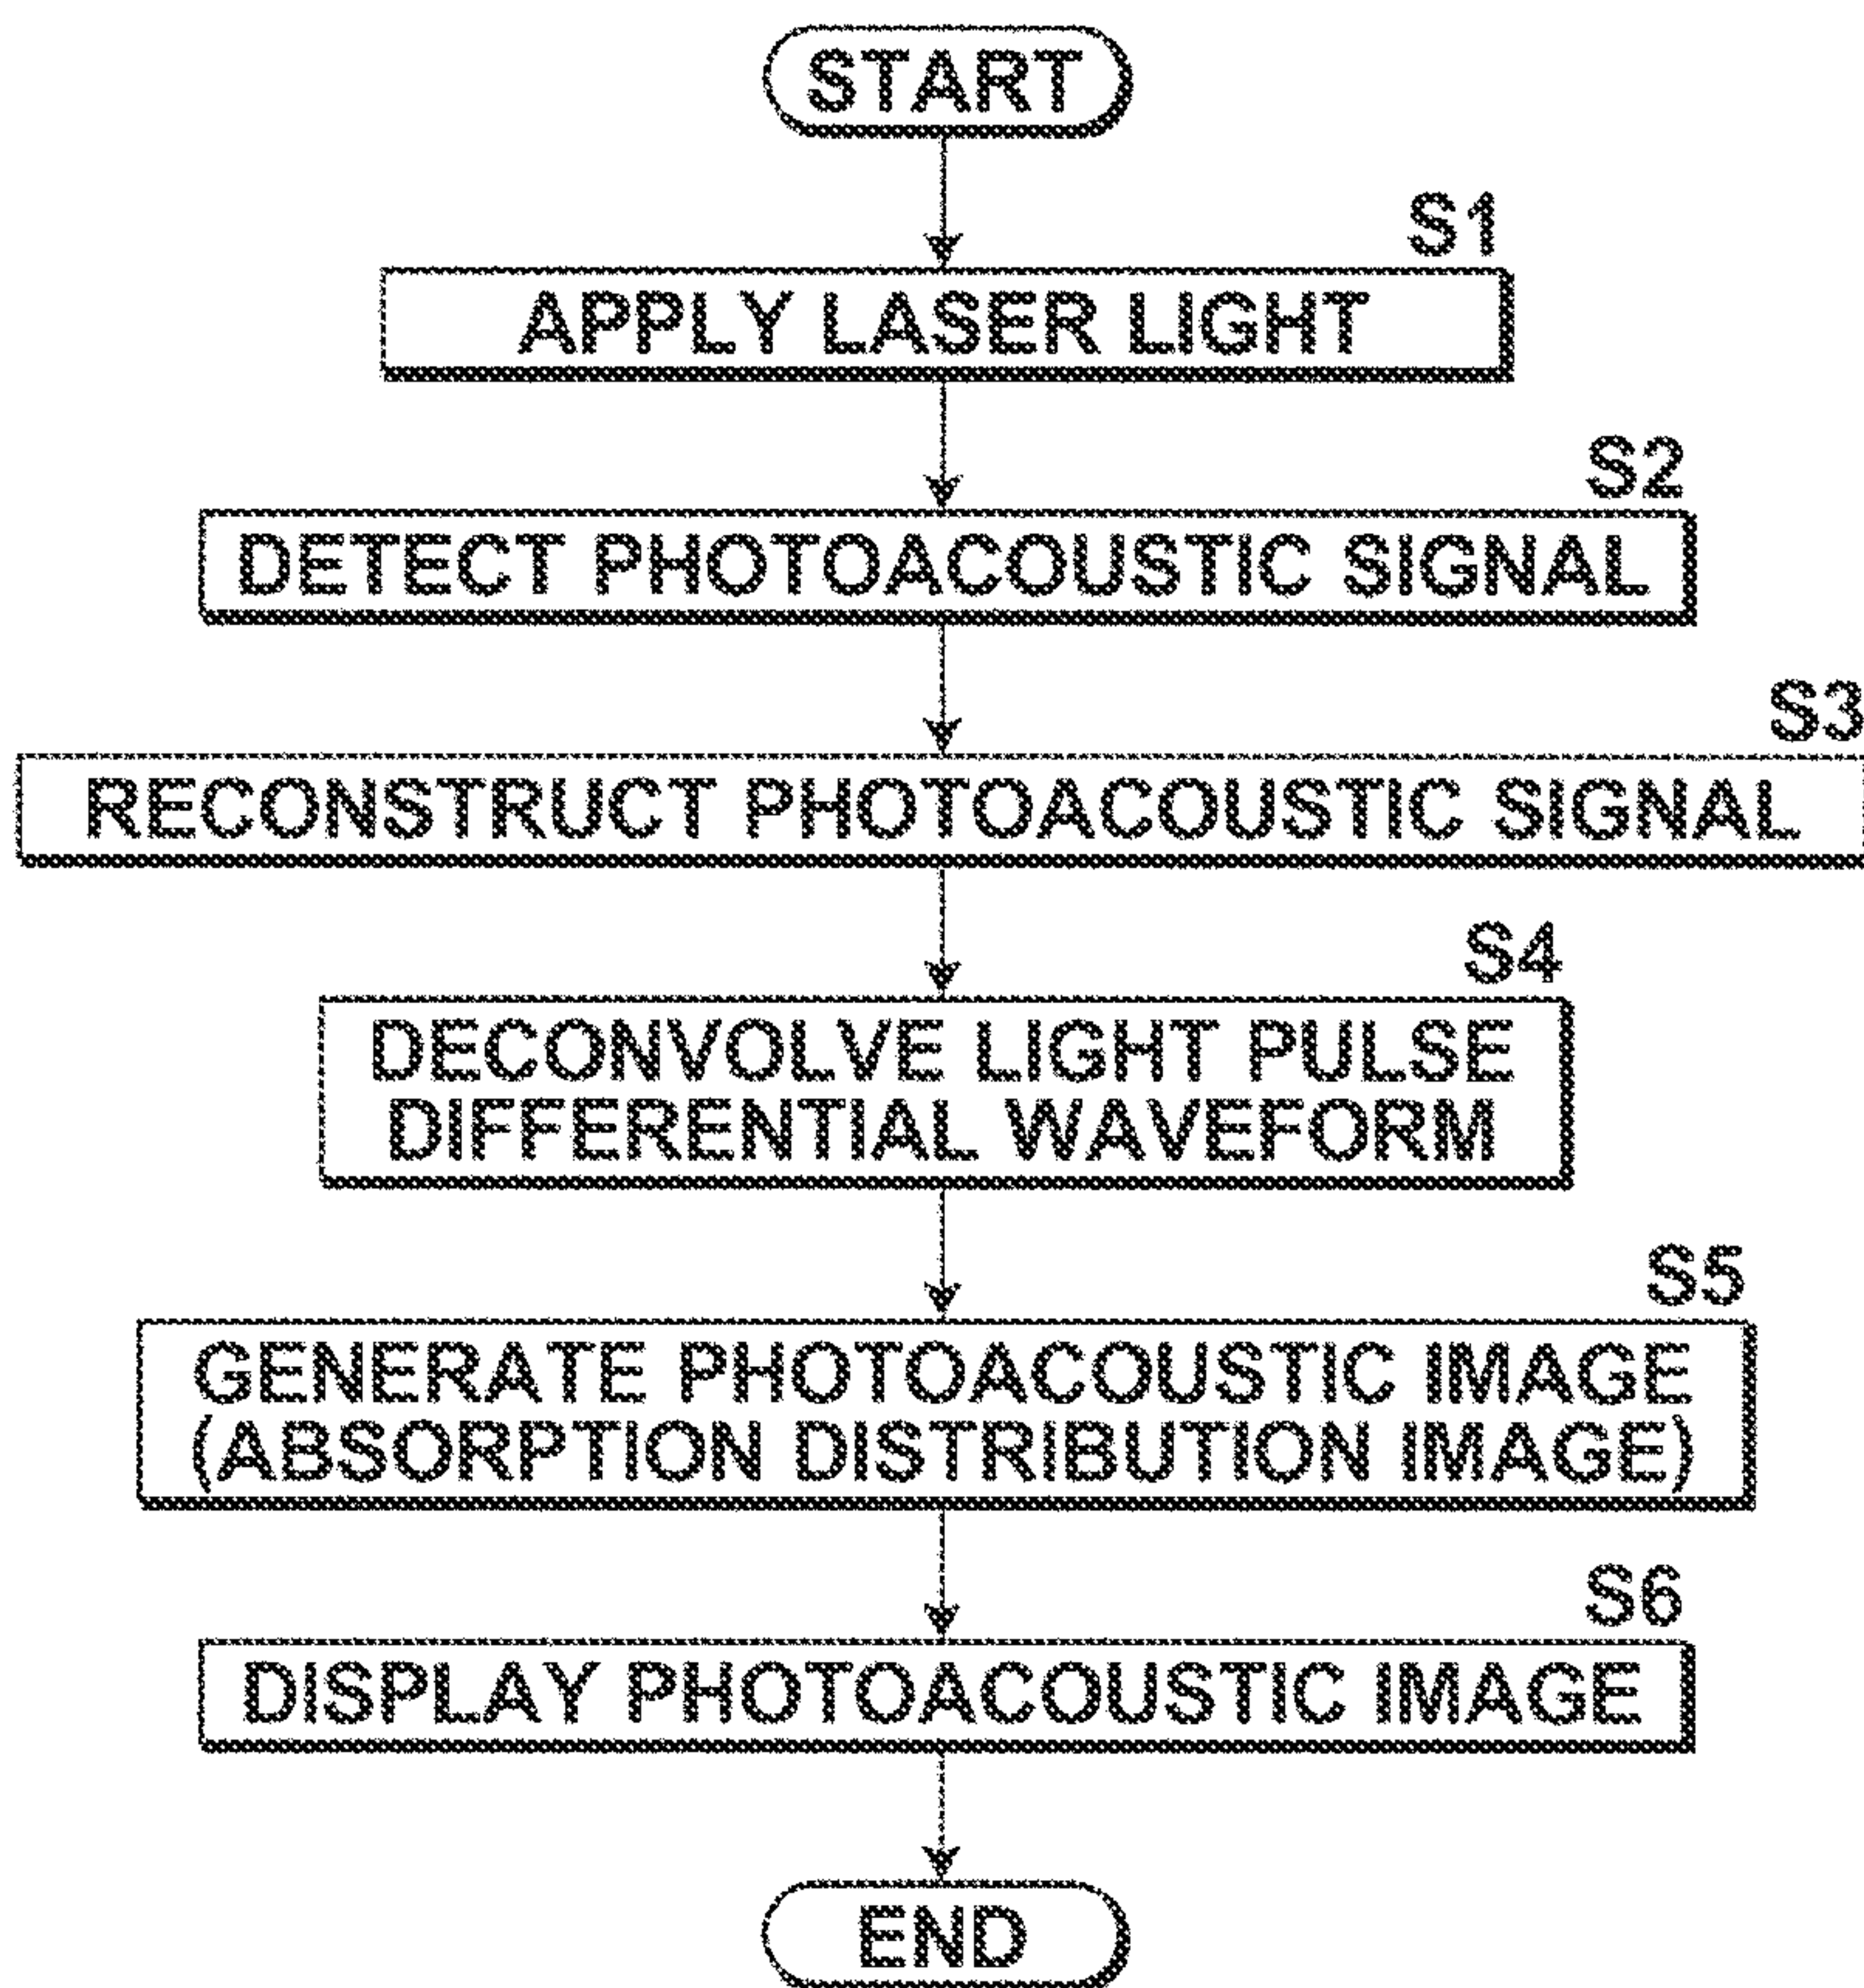 START
S1
APPLY LASER LIGHT
S2
DETECT PHOTOACOUSTIC SIGNAL
S3
RECONSTRUCT PHOTOACOUSTIC SIGNAL
S4
DECONVOLVE LIGHT PULSE
DIFFERENTIAL WAVEFORM
S5
GENERATE PHOTOACOUSTIC IMAGE
(ABSORPTION DISTRIBUTION IMAGE)
S6
DISPLAY PHOTOACOUSTIC IMAGE
END